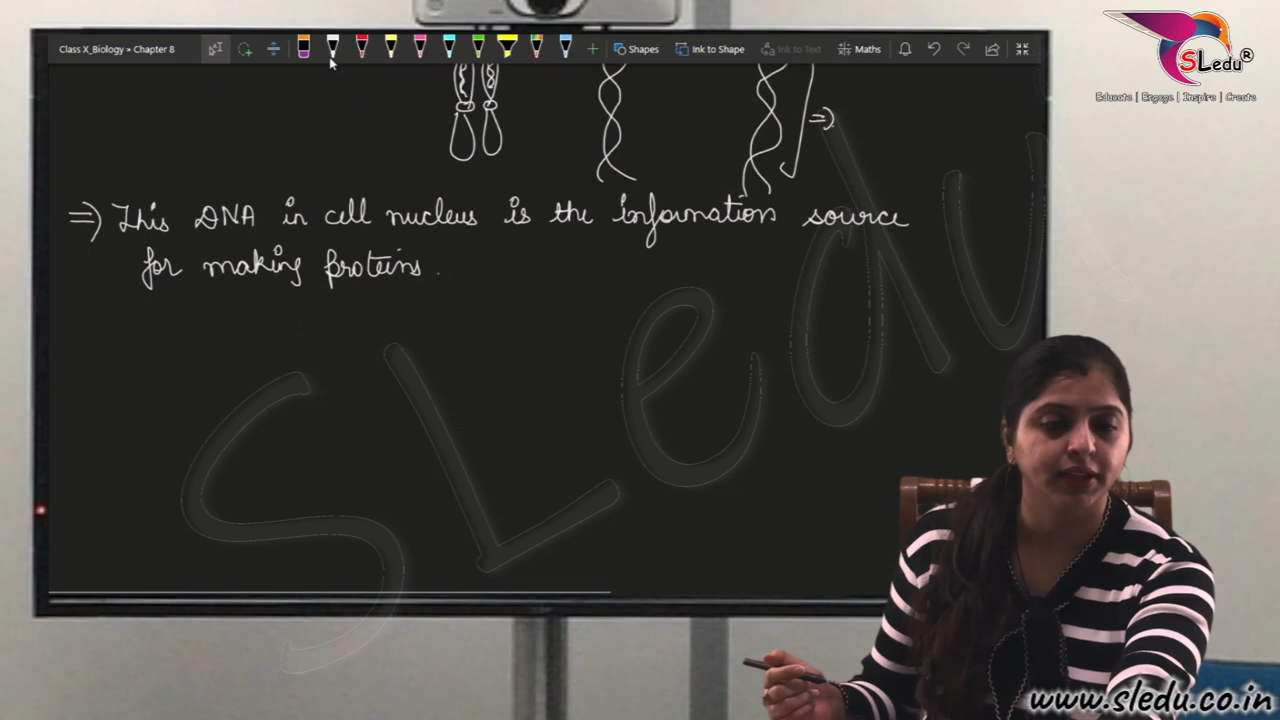 Class X_Biology > Chapter 8
Shapes
Ink to Shape
Ink to Text
Maths
SLedu®
Educate | Engage | Inspire | Create
=)
=) This DNA in cell nucleus is the information source
for making proteins.
SLedu
www.sledu.co.in